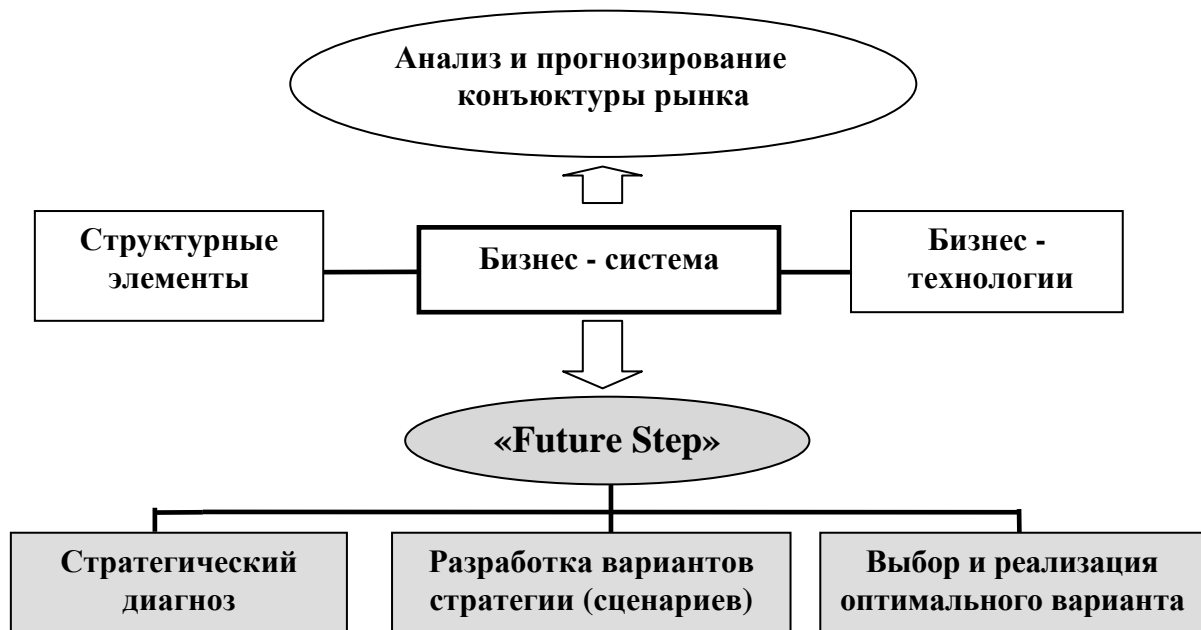 Анализ и прогнозирование
конъюктуры рынка
Структурные
элементы
Бизнес - система
Бизнес -
технологии
«Future Step»
Стратегический
диагноз
Разработка вариантов
стратегии (сценариев)
Выбор и реализация
оптимального варианта